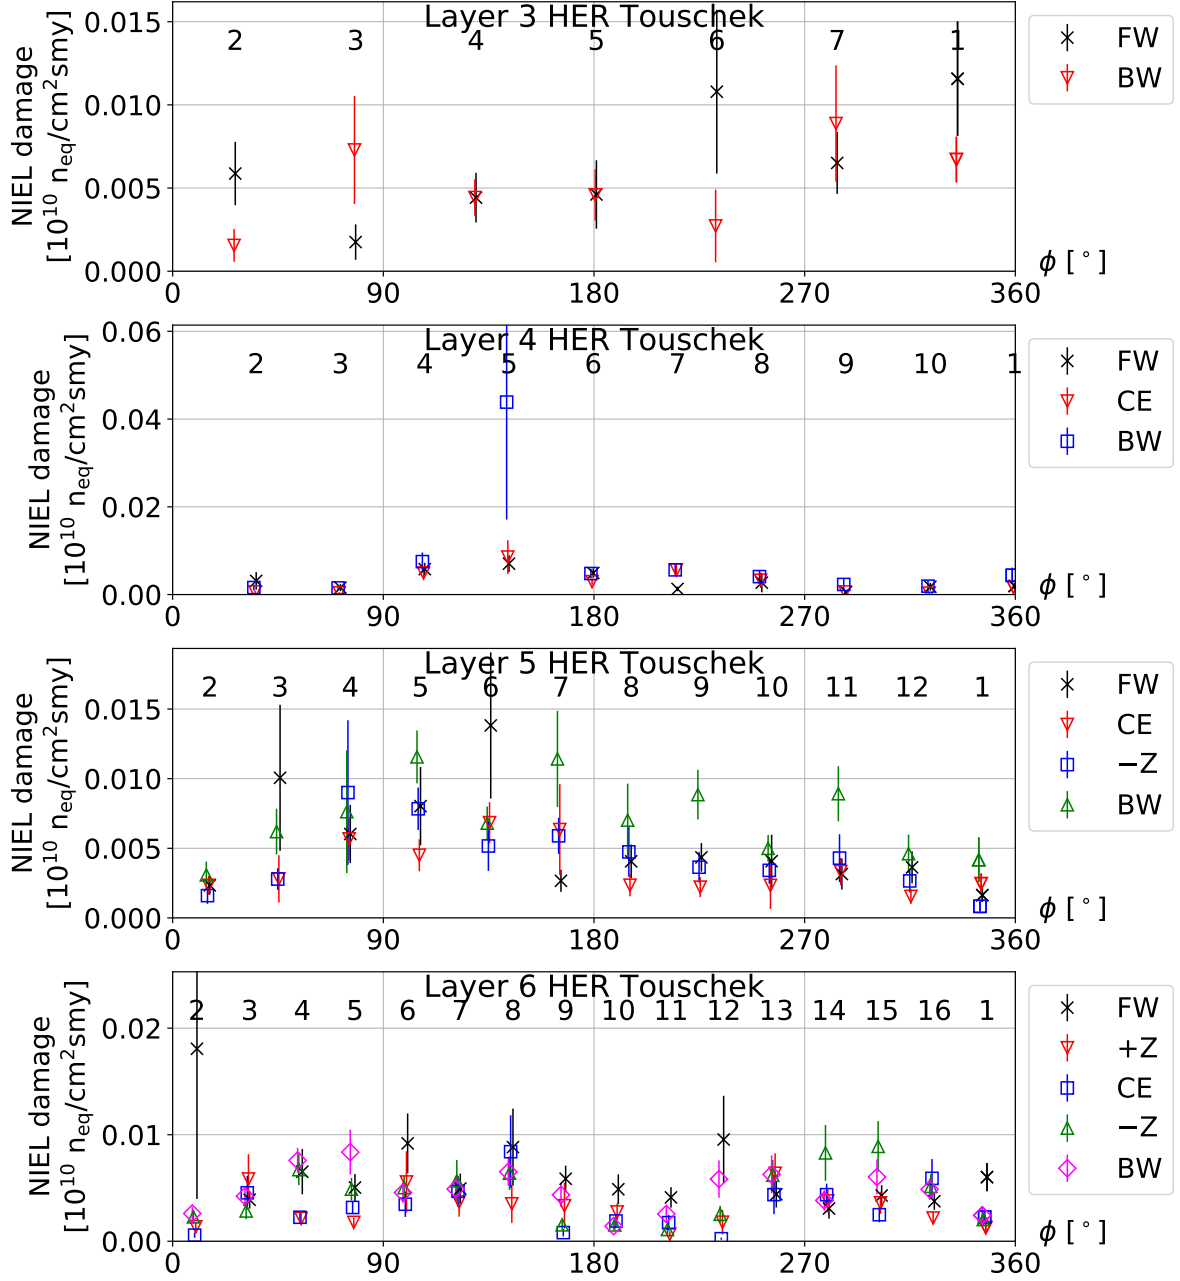 Layer 3 HER Touschek
2 3 4 5 6 7 1
NIEL damage
[10^10 n_eq/cm^2smy]
0.015
0.010
0.005
0.000
0 90 180 270 360
ϕ [°]
FW
BW
Layer 4 HER Touschek
2 3 4 5 6 7 8 9 10 1
NIEL damage
[10^10 n_eq/cm^2smy]
0.06
0.04
0.02
0.00
0 90 180 270 360
ϕ [°]
FW
CE
BW
Layer 5 HER Touschek
2 3 4 5 6 7 8 9 10 11 12 1
NIEL damage
[10^10 n_eq/cm^2smy]
0.015
0.010
0.005
0.000
0 90 180 270 360
ϕ [°]
FW
CE
−Z
BW
Layer 6 HER Touschek
2 3 4 5 6 7 8 9 10 11 12 13 14 15 16 1
NIEL damage
[10^10 n_eq/cm^2smy]
0.02
0.01
0.00
0 90 180 270 360
ϕ [°]
FW
+Z
CE
−Z
BW